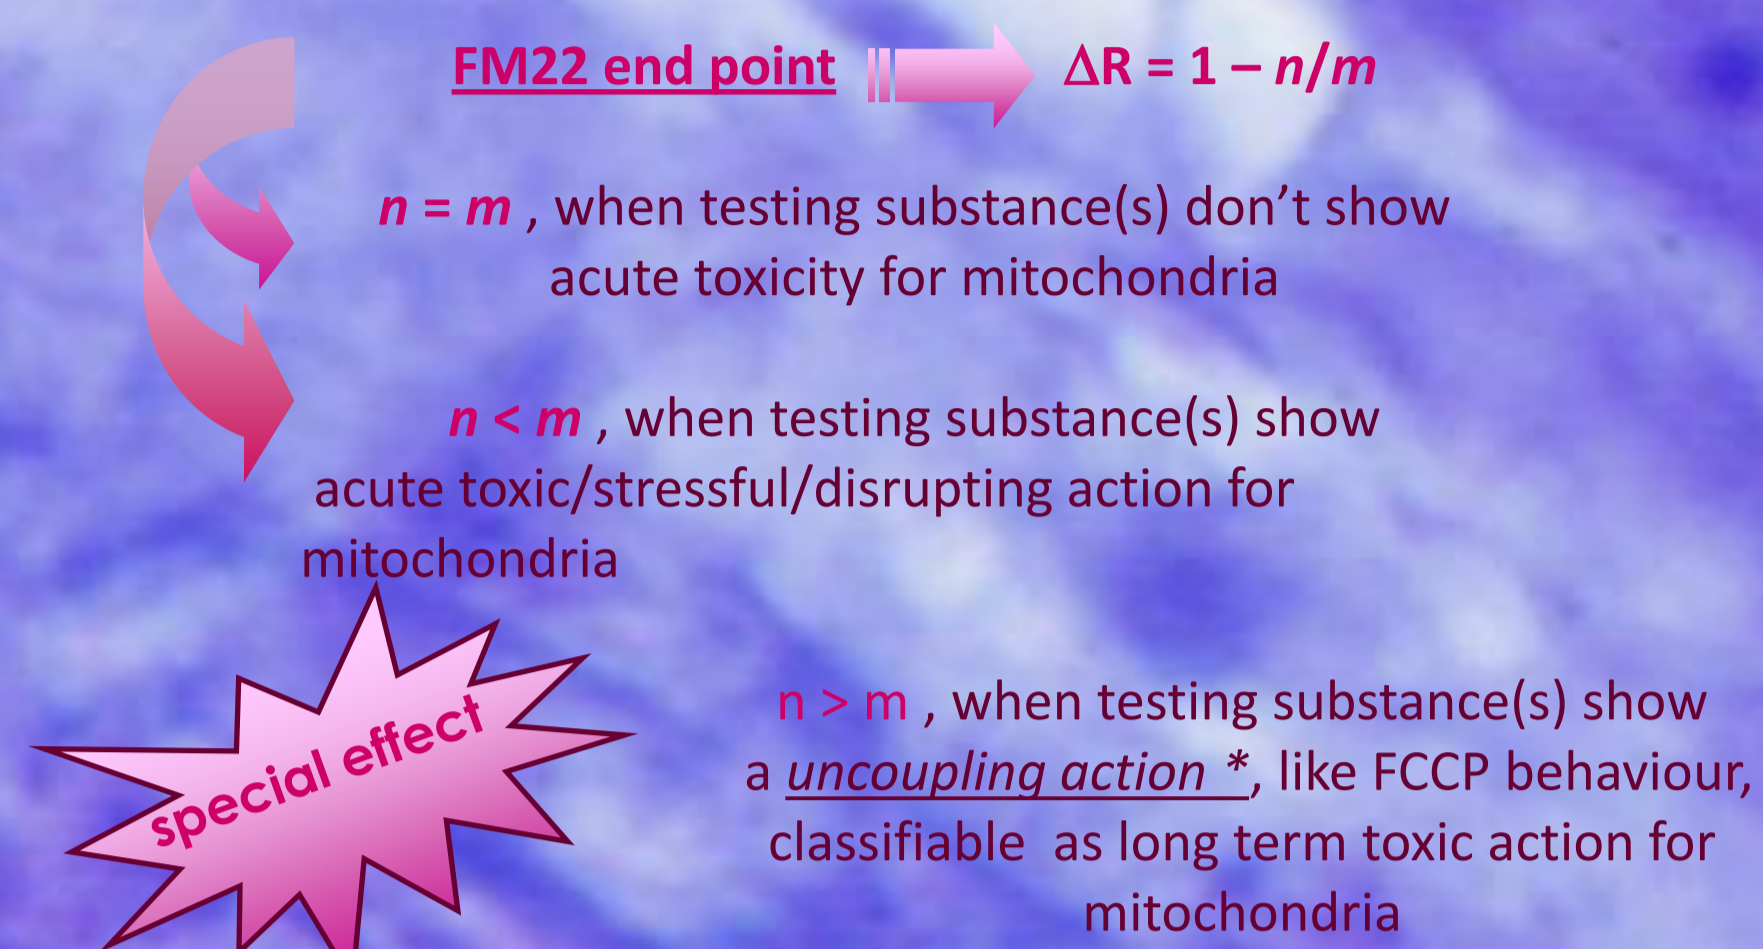 FM22 end point ΔR = 1 – n/m
n = m , when testing substance(s) don’t show
acute toxicity for mitochondria
n < m , when testing substance(s) show
acute toxic/stressful/disrupting action for
mitochondria
special effect
n > m , when testing substance(s) show
a uncoupling action *, like FCCP behaviour,
classifiable as long term toxic action for
mitochondria